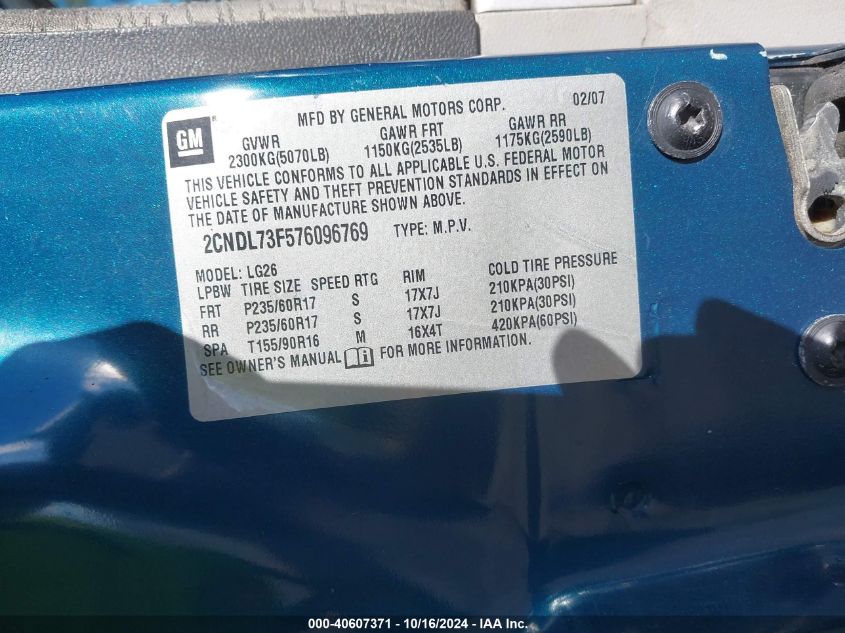 GM
MFD BY GENERAL MOTORS CORP. 02/07
GVWR GAWR FRT GAWR RR
2300KG(5070LB) 1150KG(2535LB) 1175KG(2590LB)
THIS VEHICLE CONFORMS TO ALL APPLICABLE U.S. FEDERAL MOTOR
VEHICLE SAFETY AND THEFT PREVENTION STANDARDS IN EFFECT ON
THE DATE OF MANUFACTURE SHOWN ABOVE.
2CNDL73F576096769 TYPE: M.P.V.
MODEL: LG26
LPBW TIRE SIZE SPEED RTG RIM COLD TIRE PRESSURE
FRT P235/60R17 S 17X7J 210KPA(30PSI)
RR P235/60R17 S 17X7J 210KPA(30PSI)
SPA T155/90R16 M 16X4T 420KPA(60PSI)
SEE OWNER'S MANUAL FOR MORE INFORMATION.
000-40607371 - 10/16/2024 - IAA Inc.